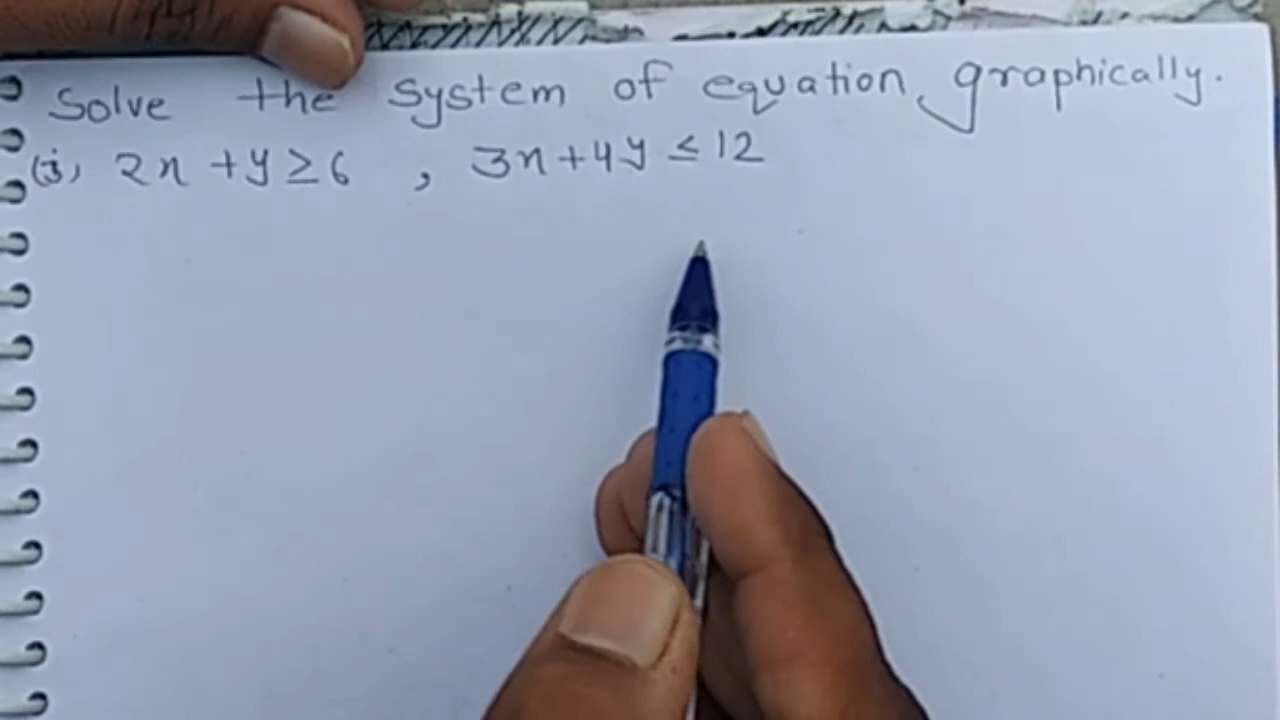 Solve the system of equation graphically.
(i) 2x + y ≥ 6 , 3x + 4y ≤ 12